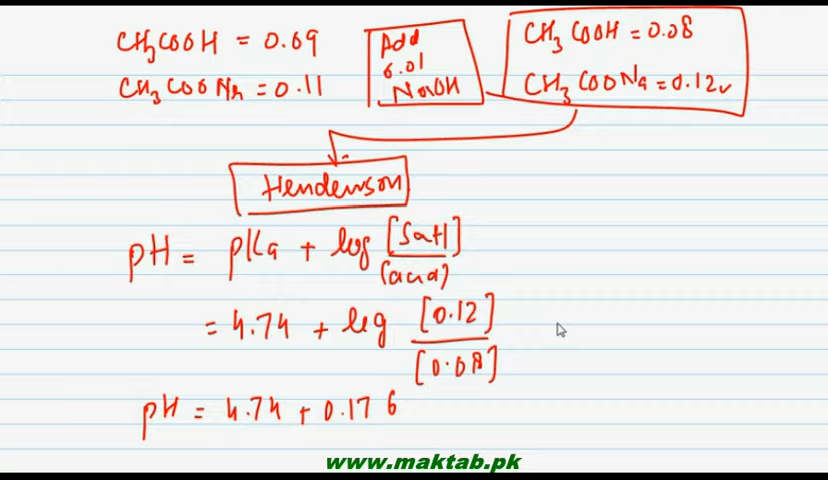 CH3COOH = 0.09
CH3COONa = 0.11
Add
0.01
NaOH
CH3COOH = 0.08
CH3COONa = 0.12
Henderson
pH = pKa + log [Salt]
[acid]
= 4.74 + log [0.12]
[0.08]
pH = 4.74 + 0.176
www.maktab.pk